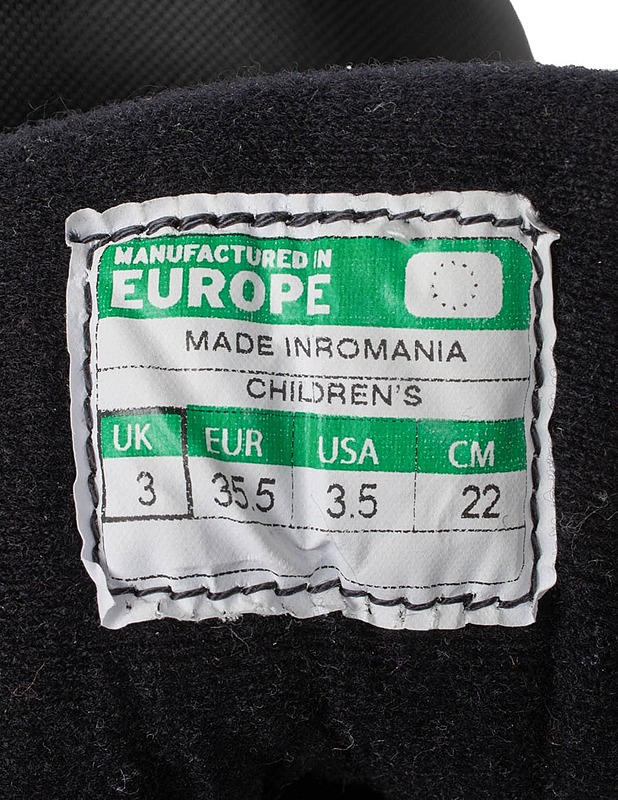 MANUFACTURED IN
EUROPE
MADE INROMANIA
CHILDREN'S
UK EUR USA CM
3 35.5 3.5 22